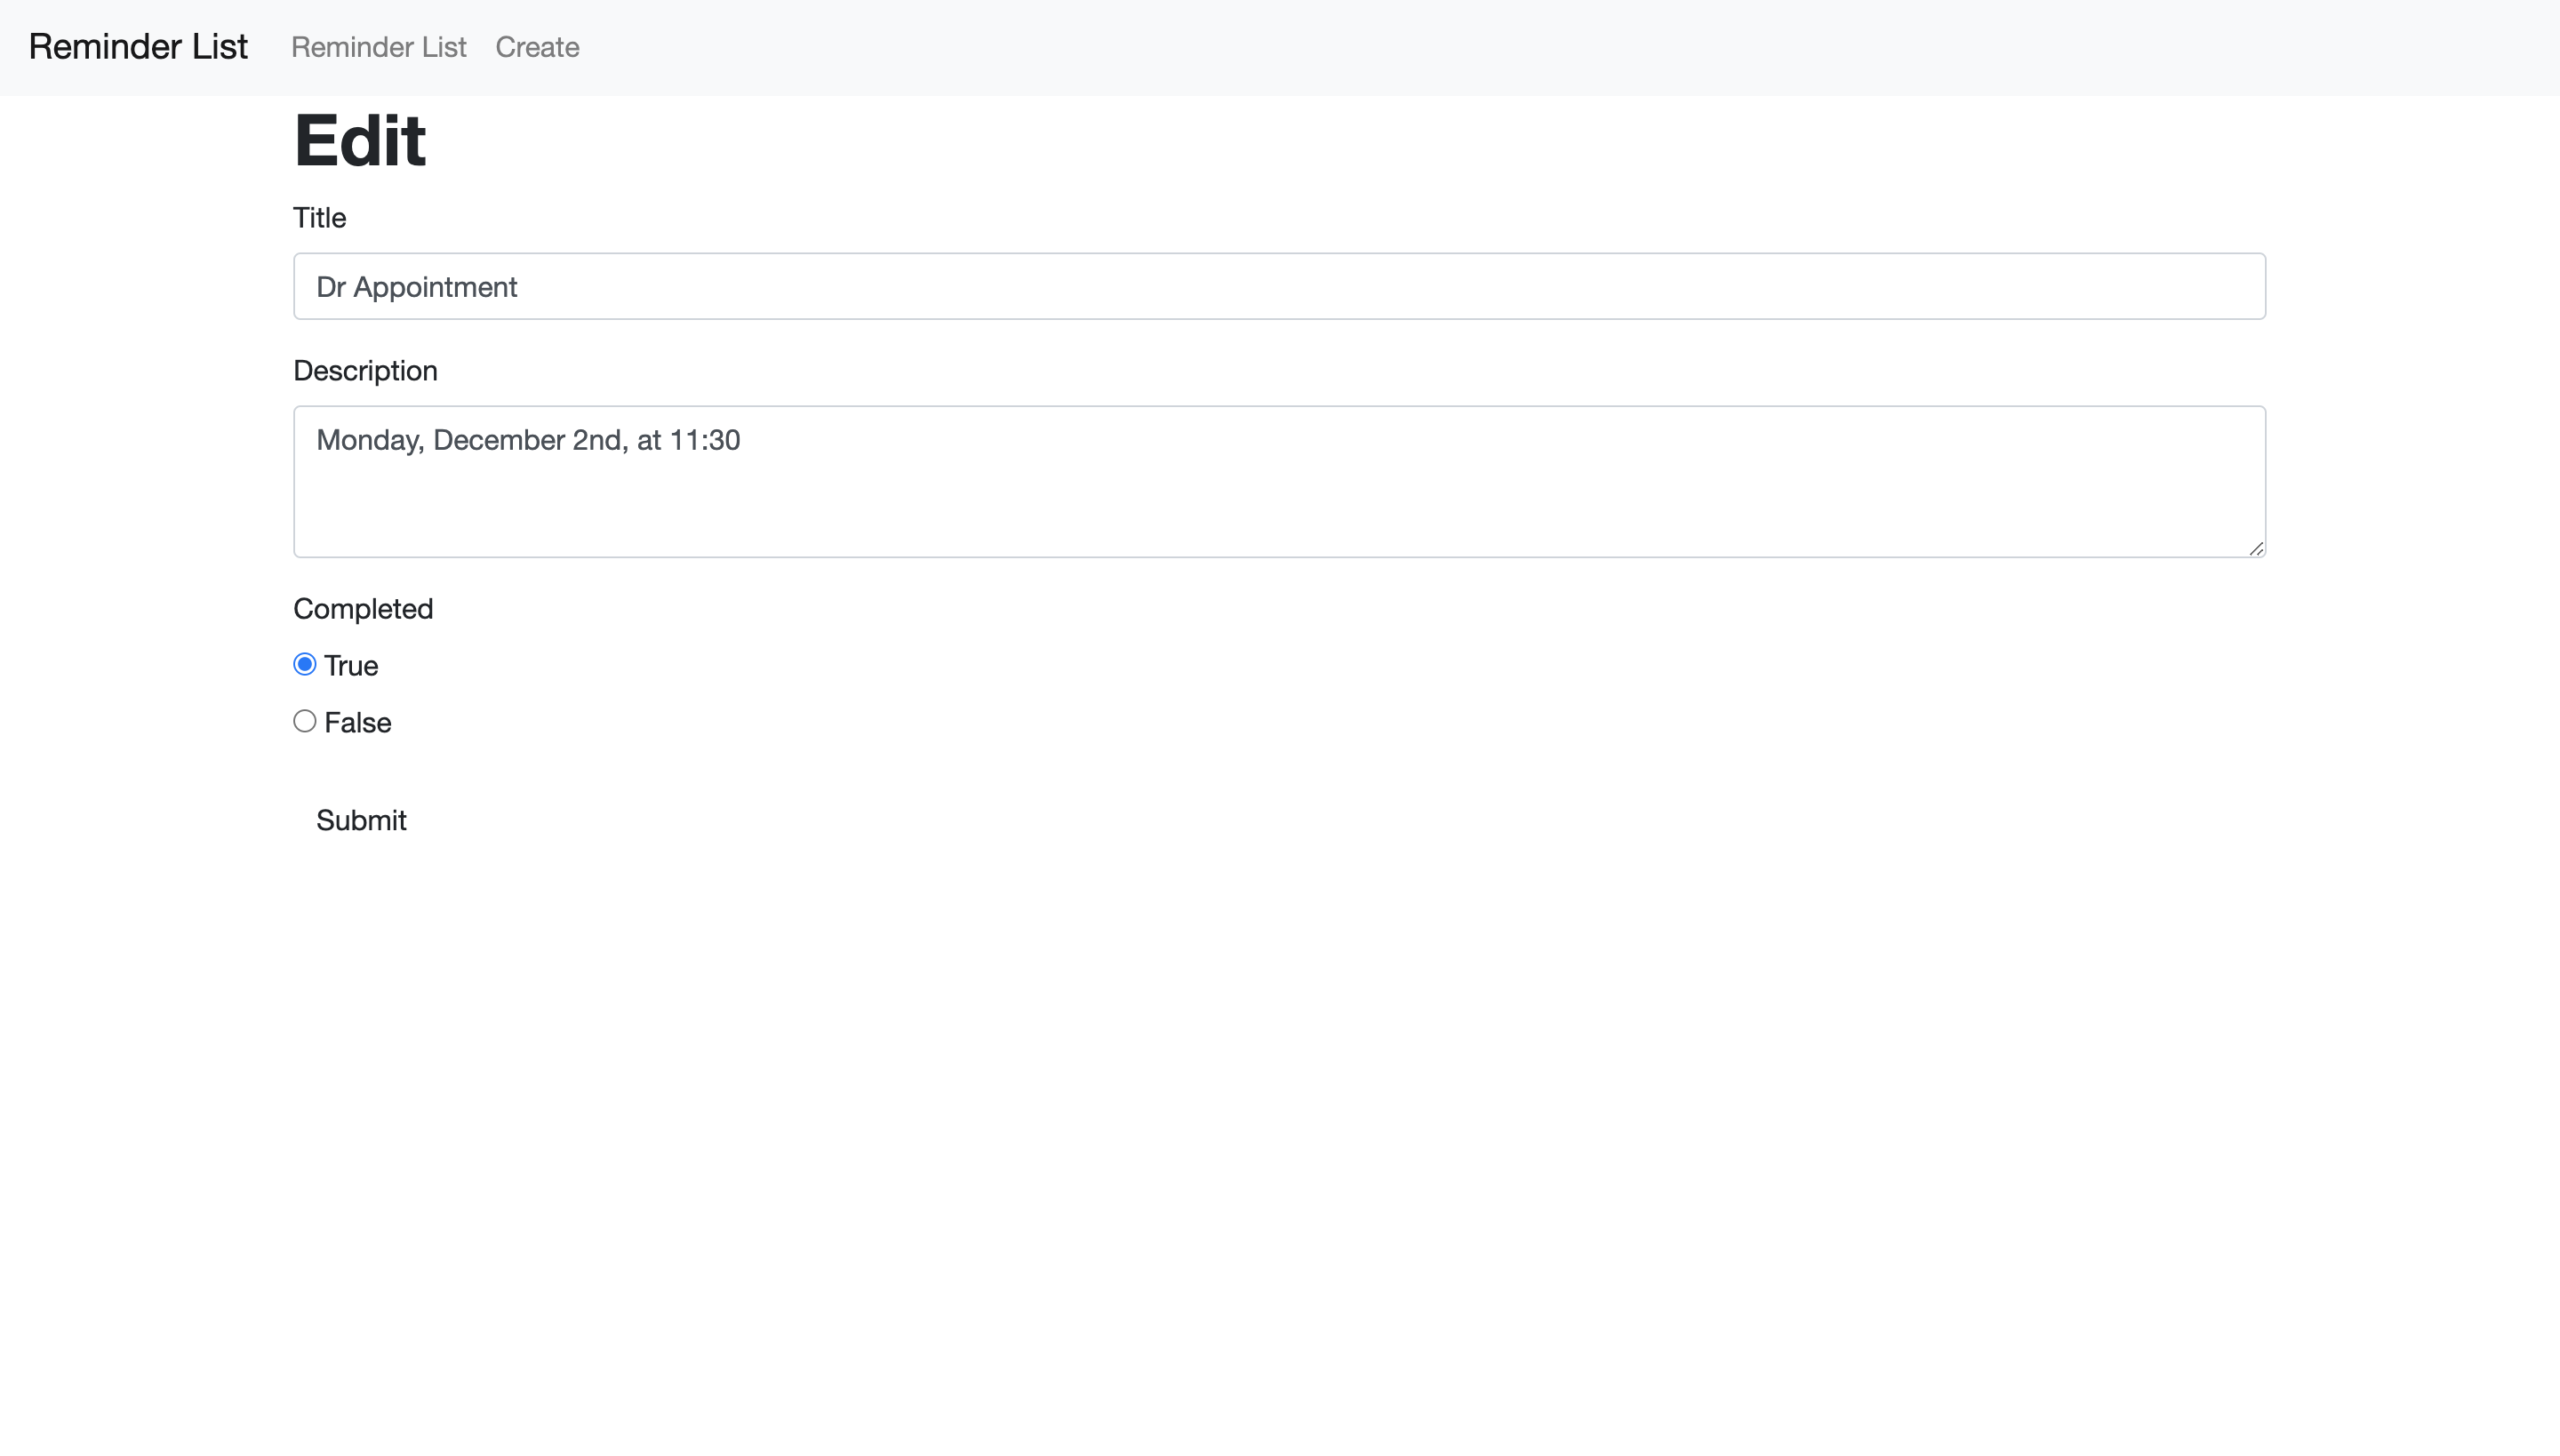 Reminder List Reminder List Create
Edit
Title
Dr Appointment
Description
Monday, December 2nd, at 11:30
Completed
True
False
Submit